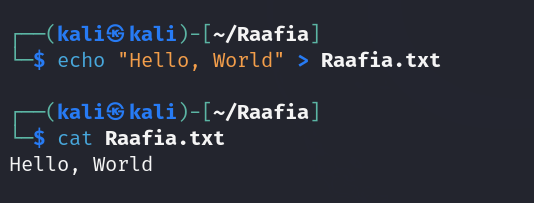 ┌──(kali㉿kali)-[~/Raafia]
└─$ echo "Hello, World" > Raafia.txt
┌──(kali㉿kali)-[~/Raafia]
└─$ cat Raafia.txt
Hello, World